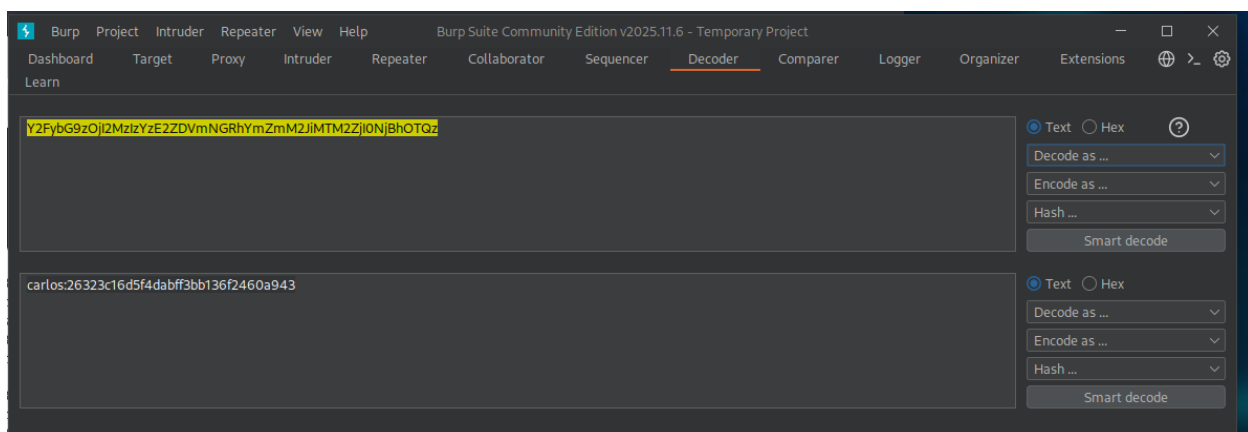 Burp Project Intruder Repeater View Help Burp Suite Community Edition v2025.11.6 - Temporary Project
Dashboard Target Proxy Intruder Repeater Collaborator Sequencer Decoder Comparer Logger Organizer Extensions
Learn
Y2FybG9zOjI2MzIzYzE2ZDVmNGRhYmZmM2JiMTM2ZjI0NjBhOTQz
Text Hex
Decode as ...
Encode as ...
Hash ...
Smart decode
carlos:26323c16d5f4dabff3bb136f2460a943
Text Hex
Decode as ...
Encode as ...
Hash ...
Smart decode